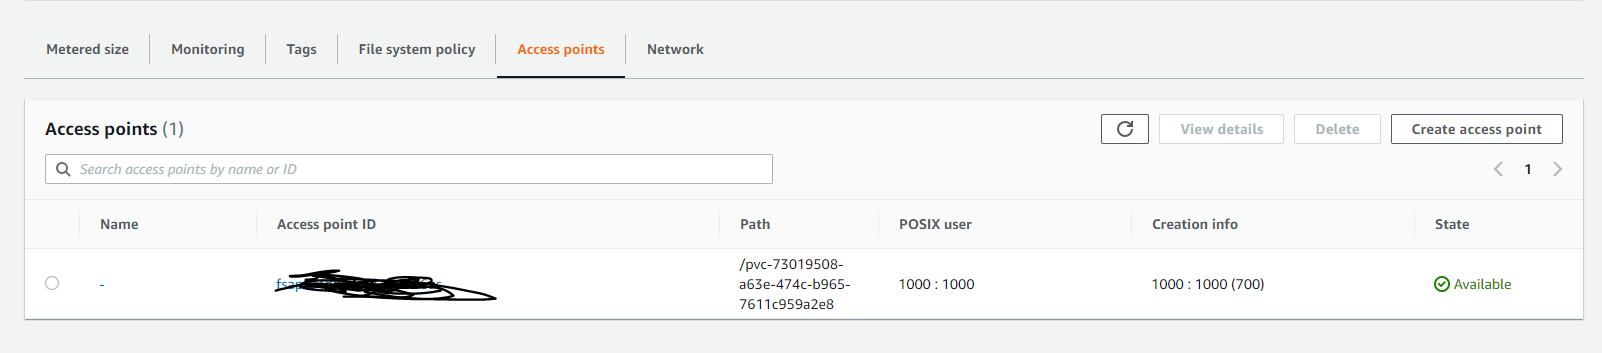 Metered size
Monitoring
Tags
File system policy
Access points
Network
Access points (1)
View details
Delete
Create access point
Search access points by name or ID
1
Name
Access point ID
Path
POSIX user
Creation info
State
-
/pvc-73019508-
a63e-474c-b965-
7611c959a2e8
1000 : 1000
1000 : 1000 (700)
Available